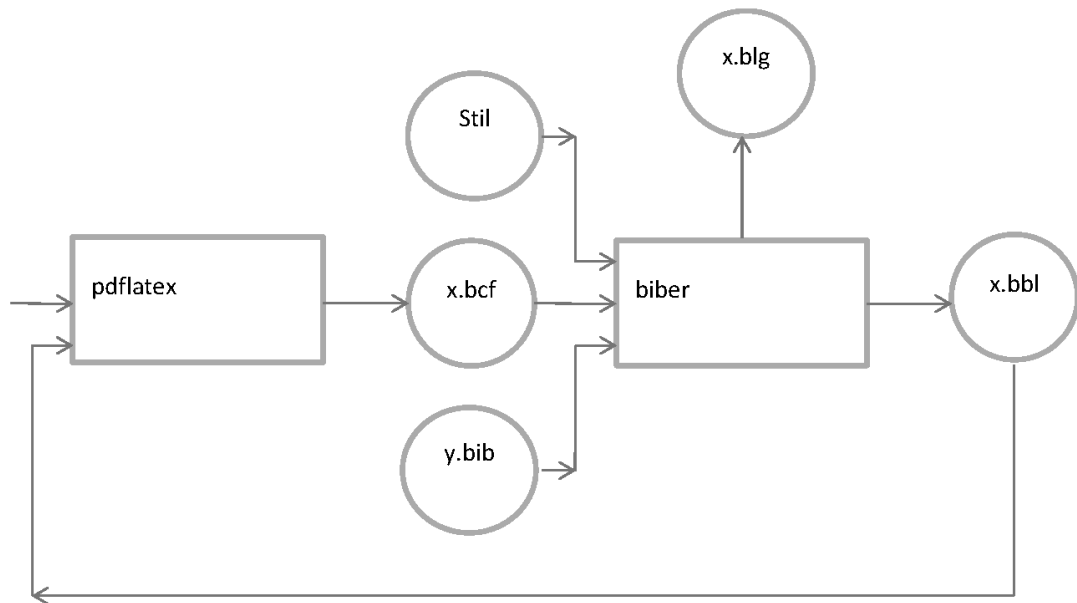 x.blg
Stil
pdflatex
x.bcf
biber
x.bbl
y.bib